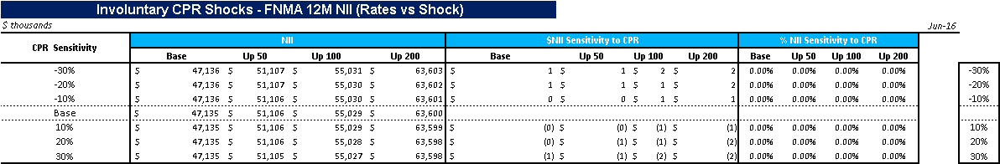 Involuntary CPR Shocks - FNMA 12M NII (Rates vs Shock)
$ thousands Jun-16
CPR Sensitivity NII $NII Sensitivity to CPR % NII Sensitivity to CPR
Base Up 50 Up 100 Up 200 Base Up 50 Up 100 Up 200 Base Up 50 Up 100 Up 200
-30% $ 47,136 $ 51,107 $ 55,031 $ 63,603 $ 1 $ 1 $ 2 $ 2 0.00% 0.00% 0.00% 0.00% -30%
-20% $ 47,136 $ 51,107 $ 55,030 $ 63,602 $ 1 $ 1 $ 1 $ 2 0.00% 0.00% 0.00% 0.00% -20%
-10% $ 47,136 $ 51,106 $ 55,030 $ 63,601 $ 0 $ 0 $ 1 $ 1 0.00% 0.00% 0.00% 0.00% -10%
Base $ 47,135 $ 51,106 $ 55,029 $ 63,600
10% $ 47,135 $ 51,106 $ 55,029 $ 63,599 $ (0) $ (0) $ (1) $ (1) 0.00% 0.00% 0.00% 0.00% 10%
20% $ 47,135 $ 51,106 $ 55,028 $ 63,598 $ (0) $ (1) $ (1) $ (2) 0.00% 0.00% 0.00% 0.00% 20%
30% $ 47,135 $ 51,105 $ 55,027 $ 63,598 $ (1) $ (1) $ (2) $ (2) 0.00% 0.00% 0.00% 0.00% 30%